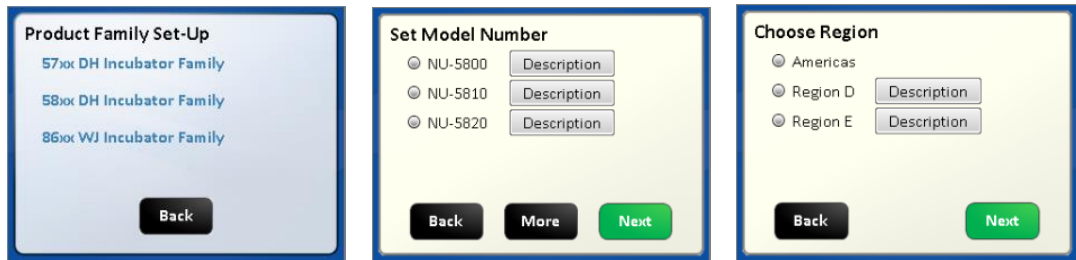 Product Family Set-Up
57xx DH Incubator Family
58xx DH Incubator Family
86xx WJ Incubator Family
Back
Set Model Number
NU-5800 Description
NU-5810 Description
NU-5820 Description
Back More Next
Choose Region
Americas
Region D Description
Region E Description
Back Next